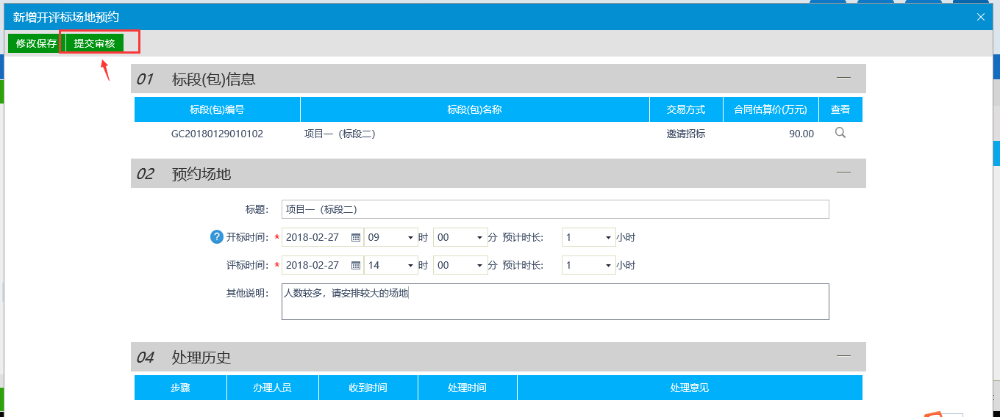 新增开评标场地预约
修改保存 提交审核
01 标段(包)信息
标段(包)编号 标段(包)名称 交易方式 合同估算价(万元) 查看
GC20180129010102 项目一（标段二） 邀请招标 90.00
02 预约场地
标题： 项目一（标段二）
? 开标时间： * 2018-02-27 09 时 00 分 预计时长: 1 小时
评标时间： * 2018-02-27 14 时 00 分 预计时长: 1 小时
其他说明： 人数较多，请安排较大的场地
04 处理历史
步骤 办理人员 收到时间 处理时间 处理意见